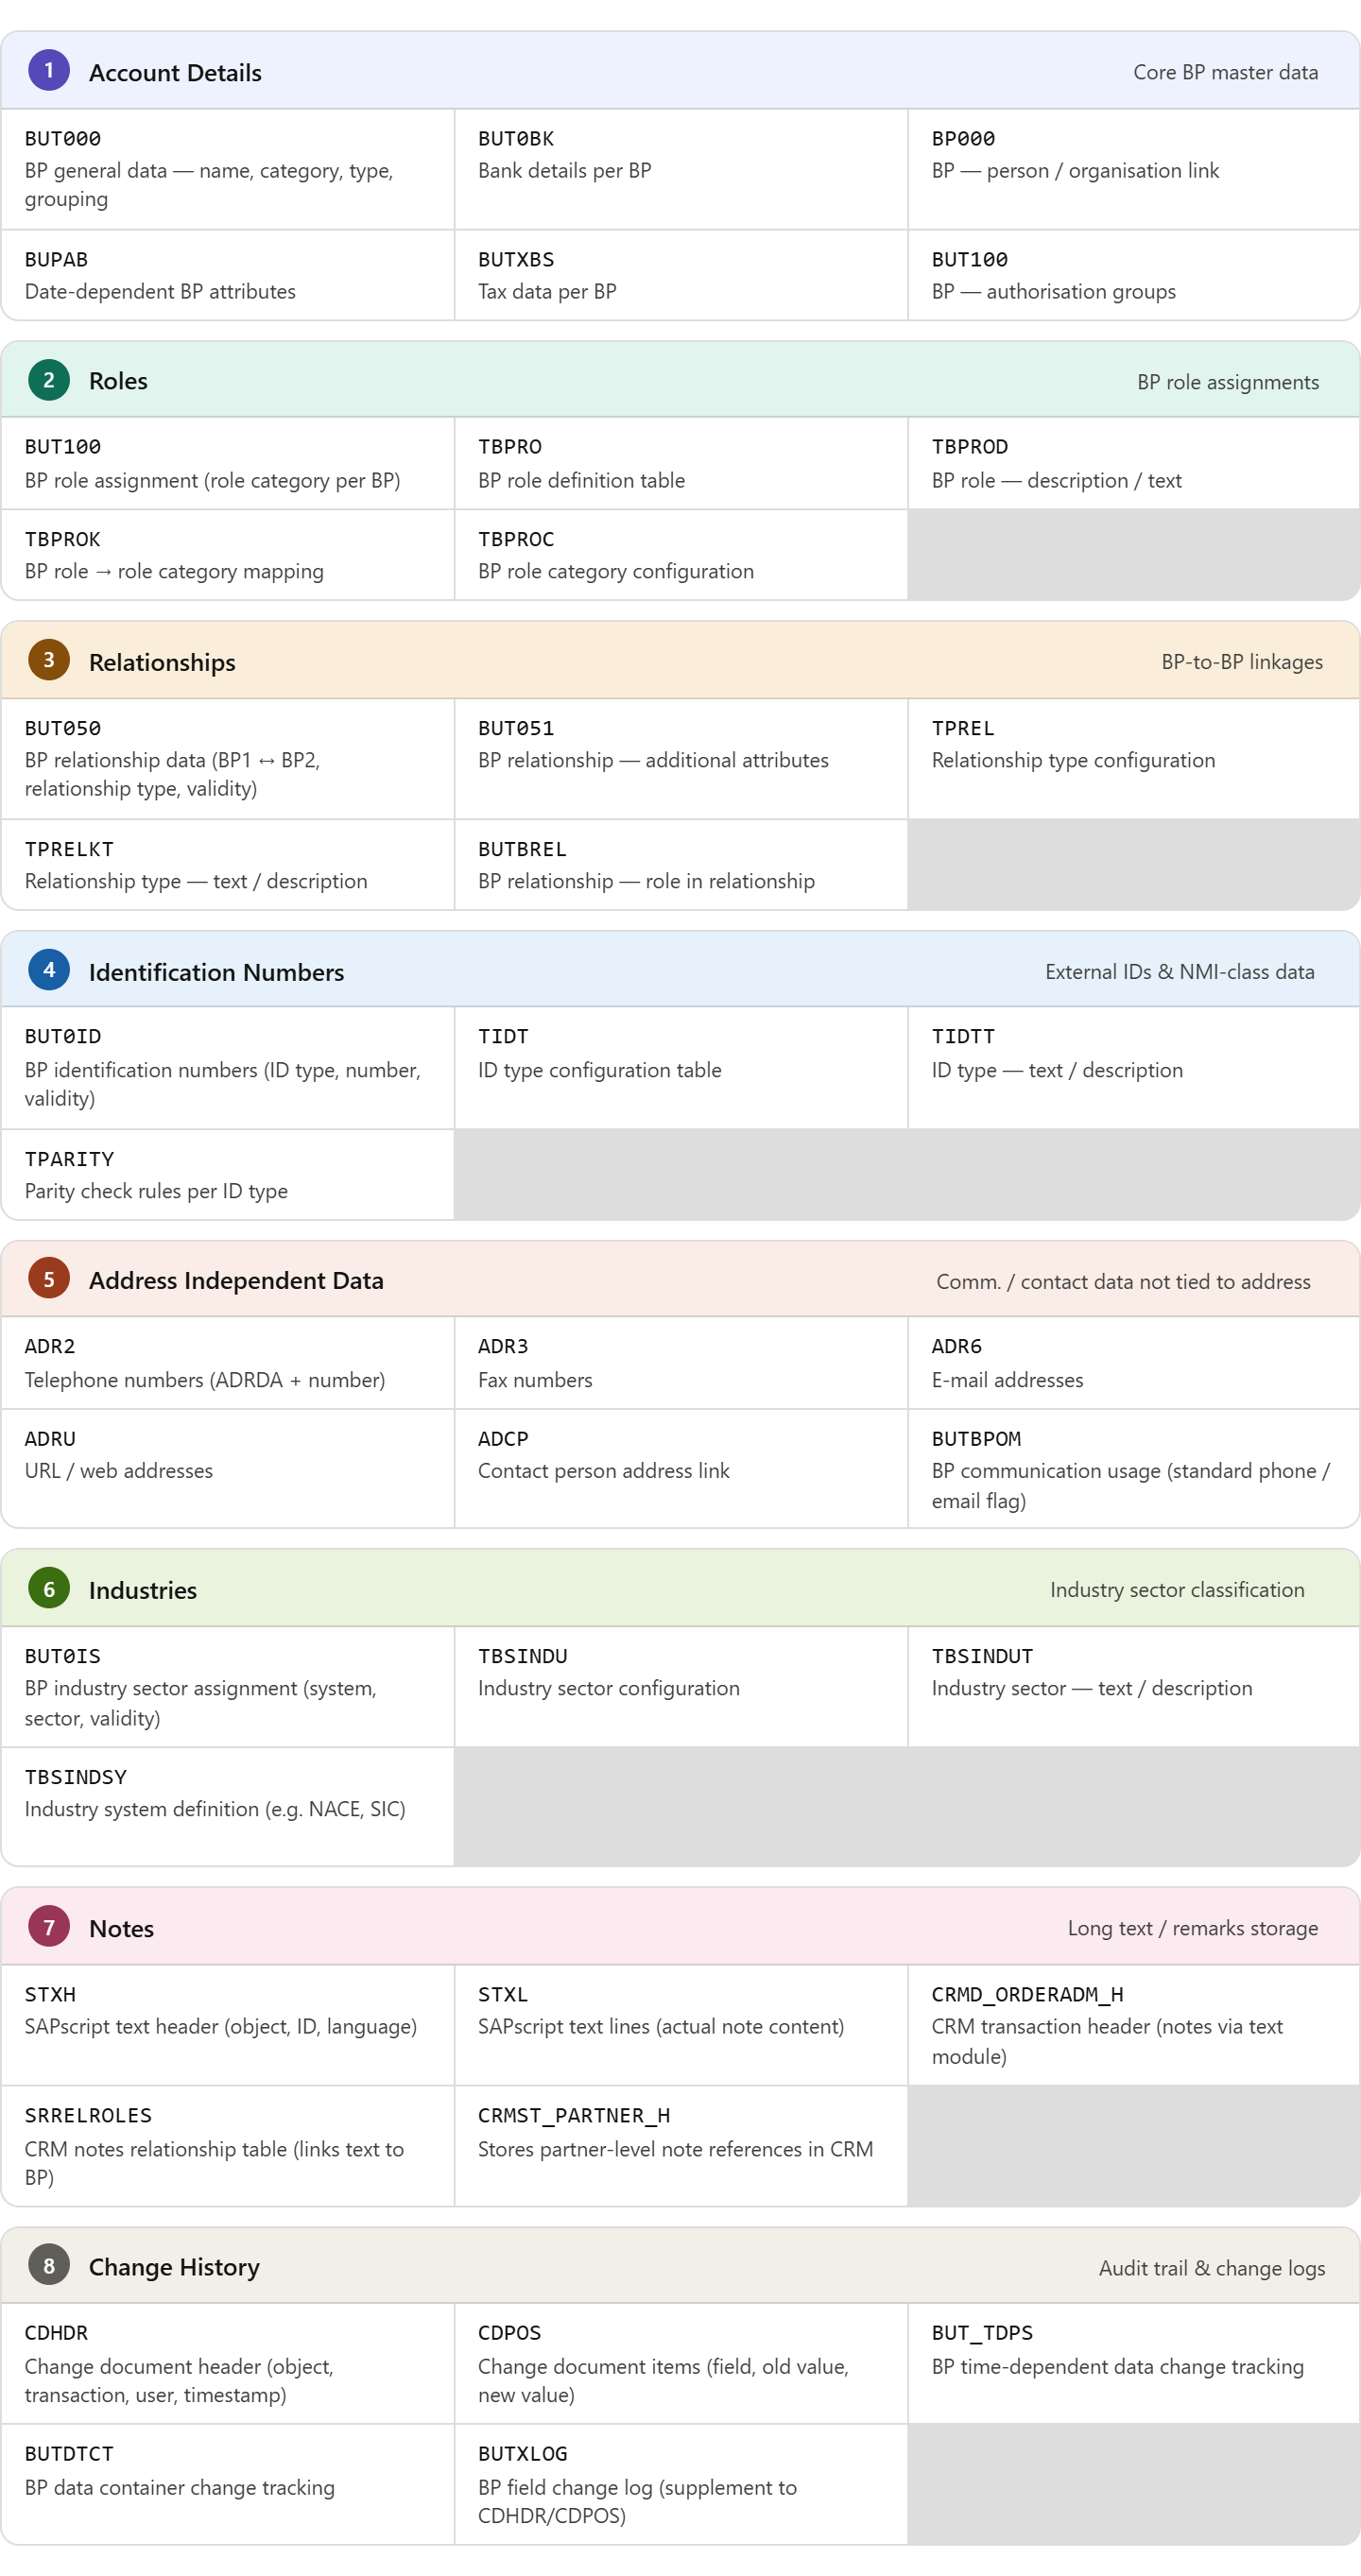 1 Account Details Core BP master data
BUT000
BP general data — name, category, type,
grouping
BUT0BK
Bank details per BP
BP000
BP — person / organisation link
BUPAB
Date-dependent BP attributes
BUTXBS
Tax data per BP
BUT100
BP — authorisation groups
2 Roles BP role assignments
BUT100
BP role assignment (role category per BP)
TBPRO
BP role definition table
TBPROD
BP role — description / text
TBPROK
BP role → role category mapping
TBPROC
BP role category configuration
3 Relationships BP-to-BP linkages
BUT050
BP relationship data (BP1 ↔ BP2,
relationship type, validity)
BUT051
BP relationship — additional attributes
TPREL
Relationship type configuration
TPRELKT
Relationship type — text / description
BUTBREL
BP relationship — role in relationship
4 Identification Numbers External IDs & NMI-class data
BUT0ID
BP identification numbers (ID type, number,
validity)
TIDT
ID type configuration table
TIDTT
ID type — text / description
TPARITY
Parity check rules per ID type
5 Address Independent Data Comm. / contact data not tied to address
ADR2
Telephone numbers (ADRDA + number)
ADR3
Fax numbers
ADR6
E-mail addresses
ADRU
URL / web addresses
ADCP
Contact person address link
BUTBPOM
BP communication usage (standard phone /
email flag)
6 Industries Industry sector classification
BUT0IS
BP industry sector assignment (system,
sector, validity)
TBSINDU
Industry sector configuration
TBSINDUT
Industry sector — text / description
TBSINDSY
Industry system definition (e.g. NACE, SIC)
7 Notes Long text / remarks storage
STXH
SAPscript text header (object, ID, language)
STXL
SAPscript text lines (actual note content)
CRMD_ORDERADM_H
CRM transaction header (notes via text
module)
SRRELROLES
CRM notes relationship table (links text to
BP)
CRMST_PARTNER_H
Stores partner-level note references in CRM
8 Change History Audit trail & change logs
CDHDR
Change document header (object,
transaction, user, timestamp)
CDPOS
Change document items (field, old value,
new value)
BUT_TDPS
BP time-dependent data change tracking
BUTDTCT
BP data container change tracking
BUTXLOG
BP field change log (supplement to
CDHDR/CDPOS)